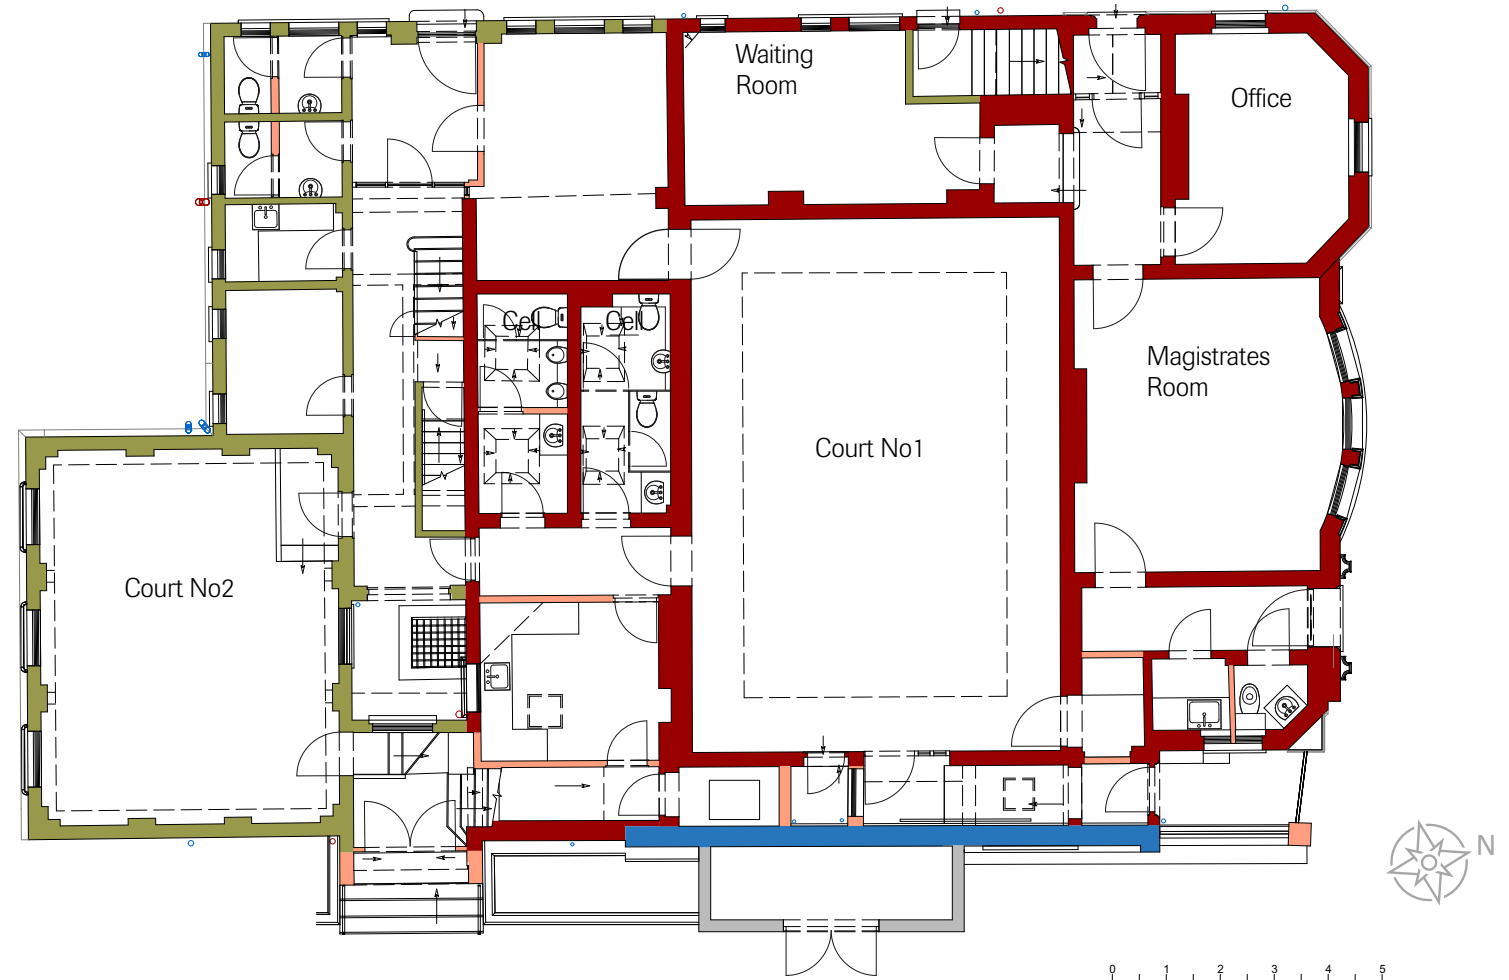 Waiting
Room
Office
Cell
Cell
Magistrates
Room
Court No1
Court No2
N
0 1 2 3 4 5